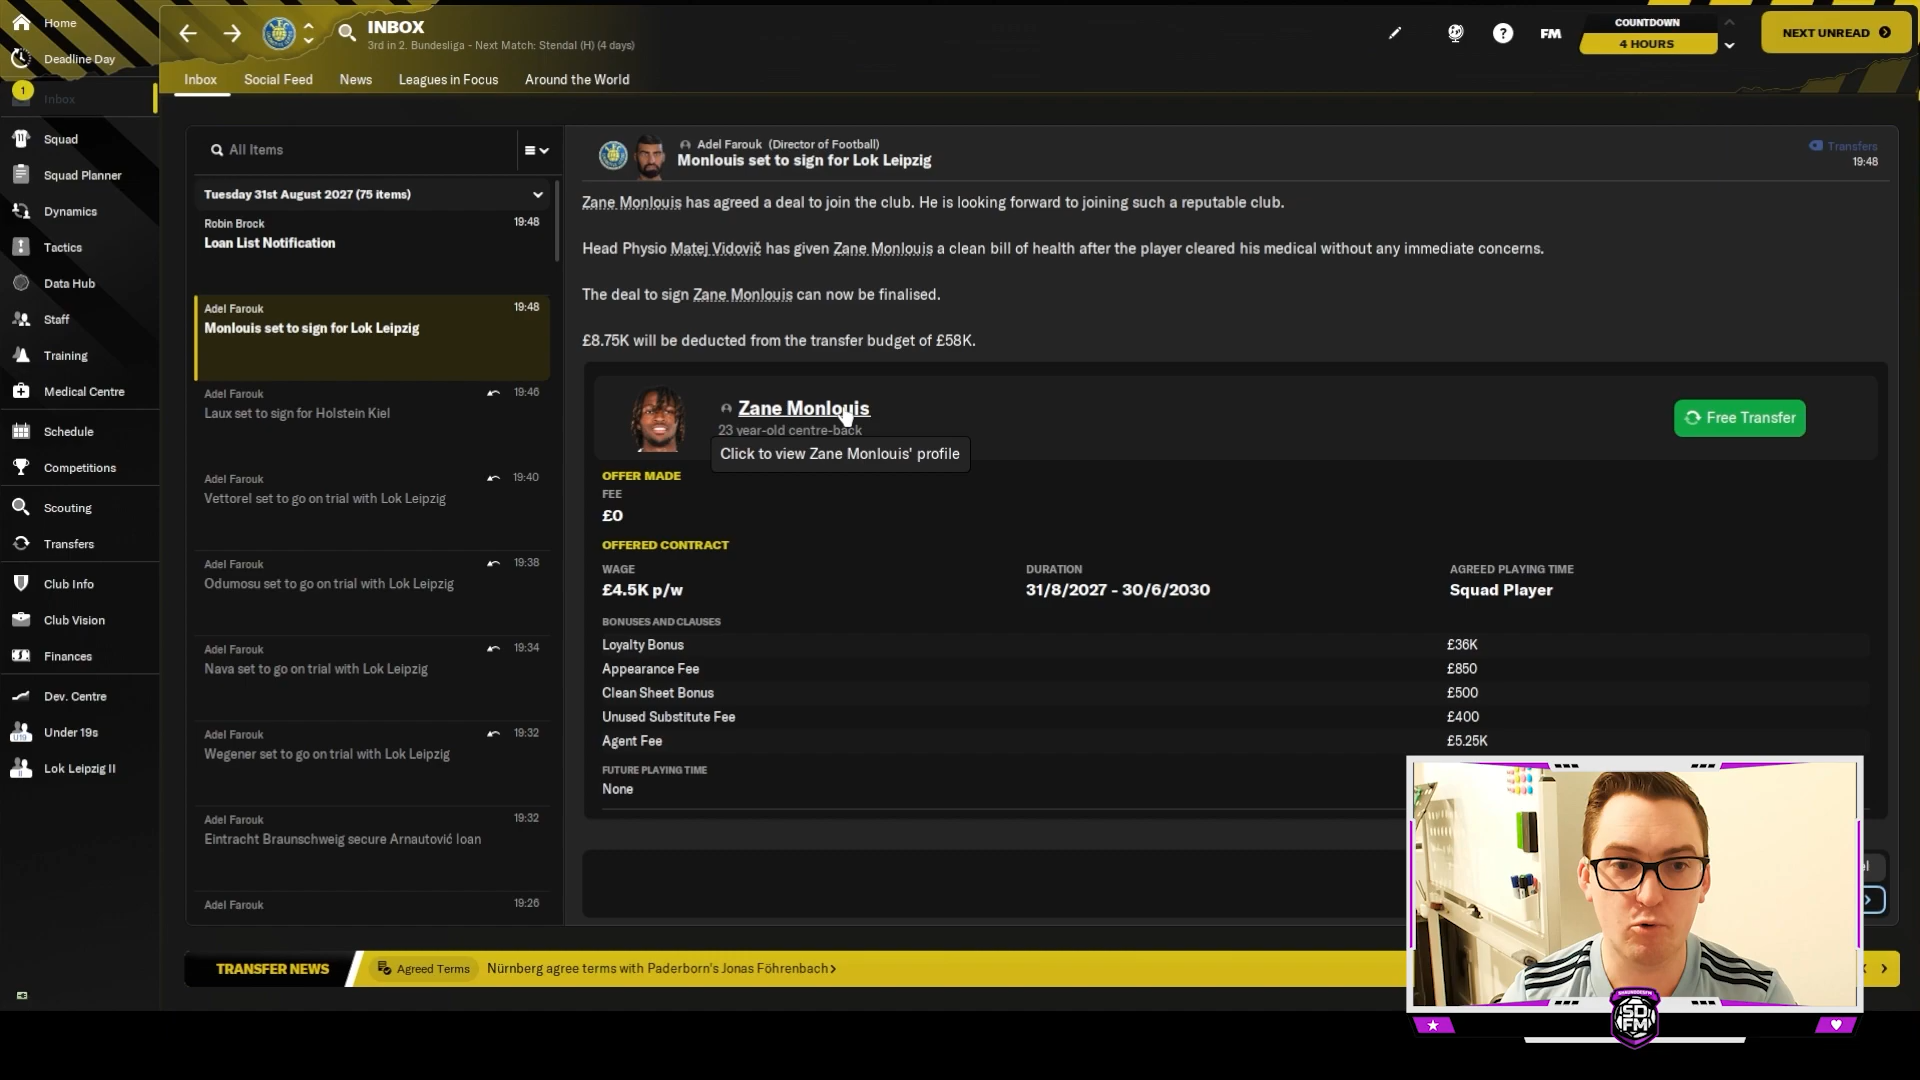 Home
Deadline Day
1
Inbox
Squad
Squad Planner
Dynamics
Tactics
Data Hub
Staff
Training
Medical Centre
Schedule
Competitions
Scouting
Transfers
Club Info
Club Vision
Finances
Dev. Centre
Under 19s
Lok Leipzig II
INBOX
3rd in 2. Bundesliga - Next Match: Stendal (H) (4 days)
FM
COUNTDOWN
4 HOURS
NEXT UNREAD
Inbox Social Feed News Leagues in Focus Around the World
All Items
Tuesday 31st August 2027 (75 items)
Robin Brock 19:48
Loan List Notification
Adel Farouk 19:48
Monlouis set to sign for Lok Leipzig
Adel Farouk 19:46
Laux set to sign for Holstein Kiel
Adel Farouk 19:40
Vettorel set to go on trial with Lok Leipzig
Adel Farouk 19:38
Odumosu set to go on trial with Lok Leipzig
Adel Farouk 19:34
Nava set to go on trial with Lok Leipzig
Adel Farouk 19:32
Wegener set to go on trial with Lok Leipzig
Adel Farouk 19:32
Eintracht Braunschweig secure Arnautović loan
Adel Farouk 19:26
Adel Farouk (Director of Football)
Monlouis set to sign for Lok Leipzig
Transfers
19:48
Zane Monlouis has agreed a deal to join the club. He is looking forward to joining such a reputable club.
Head Physio Matej Vidovič has given Zane Monlouis a clean bill of health after the player cleared his medical without any immediate concerns.
The deal to sign Zane Monlouis can now be finalised.
£8.75K will be deducted from the transfer budget of £58K.
Zane Monlouis
23 year-old centre-back
Click to view Zane Monlouis' profile
Free Transfer
OFFER MADE
FEE
£0
OFFERED CONTRACT
WAGE DURATION AGREED PLAYING TIME
£4.5K p/w 31/8/2027 - 30/6/2030 Squad Player
BONUSES AND CLAUSES
Loyalty Bonus £36K
Appearance Fee £850
Clean Sheet Bonus £500
Unused Substitute Fee £400
Agent Fee £5.25K
FUTURE PLAYING TIME
None
TRANSFER NEWS
Agreed Terms
Nürnberg agree terms with Paderborn's Jonas Föhrenbach>
SD
FM